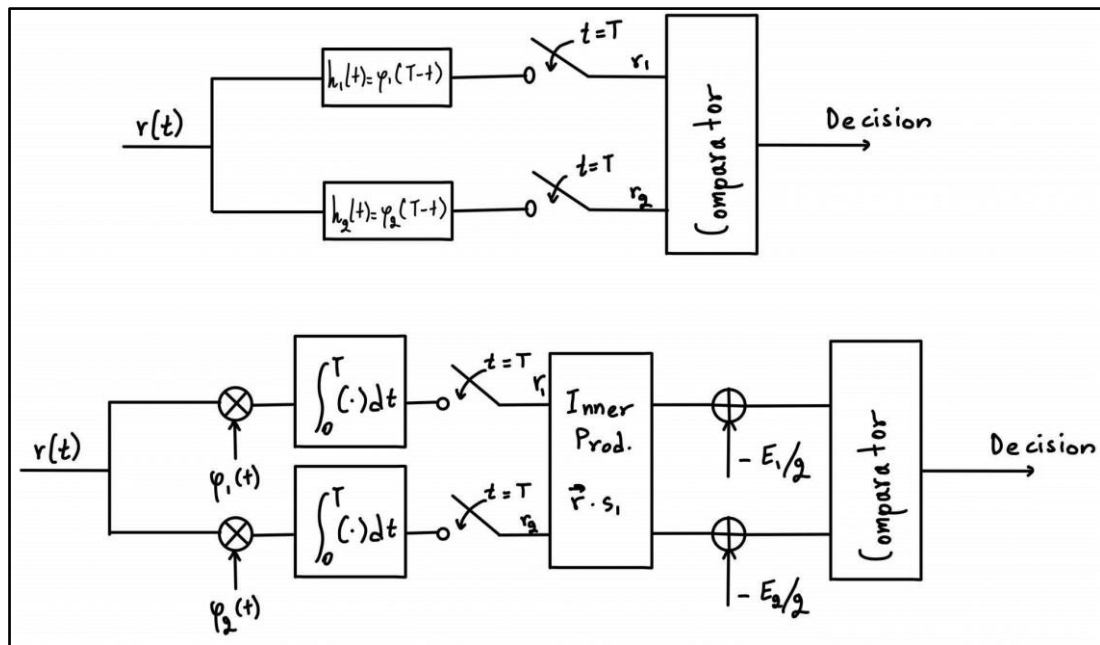 t=T
h₁(t)=φ₁(T-t)
r₁
r(t)
Comparator
Decision
t=T
h₂(t)=φ₂(T-t)
r₂
∫₀ᵀ(·)dt
t=T
r₁
Inner
Prod.
r⃗·s₁
r(t)
φ₁(t)
-E₁/2
Comparator
Decision
∫₀ᵀ(·)dt
t=T
r₂
φ₂(t)
-E₂/2